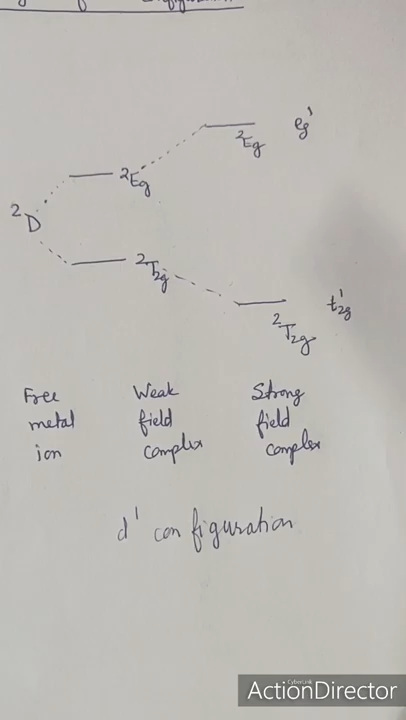 eg¹
²Eg
²Eg
²D
²T₂g
t₂g¹
²T₂g
Free Weak Strong
metal field field
ion complex complex
d¹ configuration
CyberLink
ActionDirector